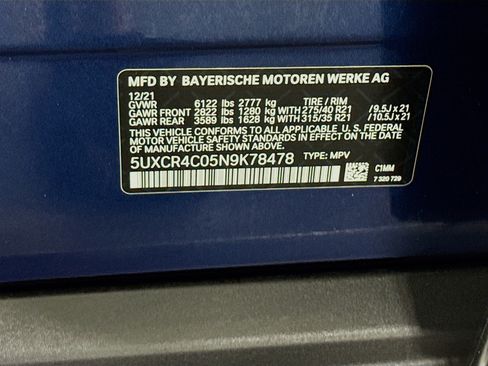 MFD BY BAYERISCHE MOTOREN WERKE AG
12/21
GVWR 6122 lbs 2777 kg TIRE / RIM
GAWR FRONT 2822 lbs 1280 kg WITH 275/40 R21 / 9.5J x 21
GAWR REAR 3589 lbs 1628 kg WITH 315/35 R21 / 10.5J x 21
THIS VEHICLE CONFORMS TO ALL APPLICABLE FEDERAL
MOTOR VEHICLE SAFETY STANDARDS IN EFFECT ON
DATE OF MANUFACTURE SHOWN ABOVE.
5UXCR4C05N9K78478 TYPE: MPV
C1MM
7 320 729